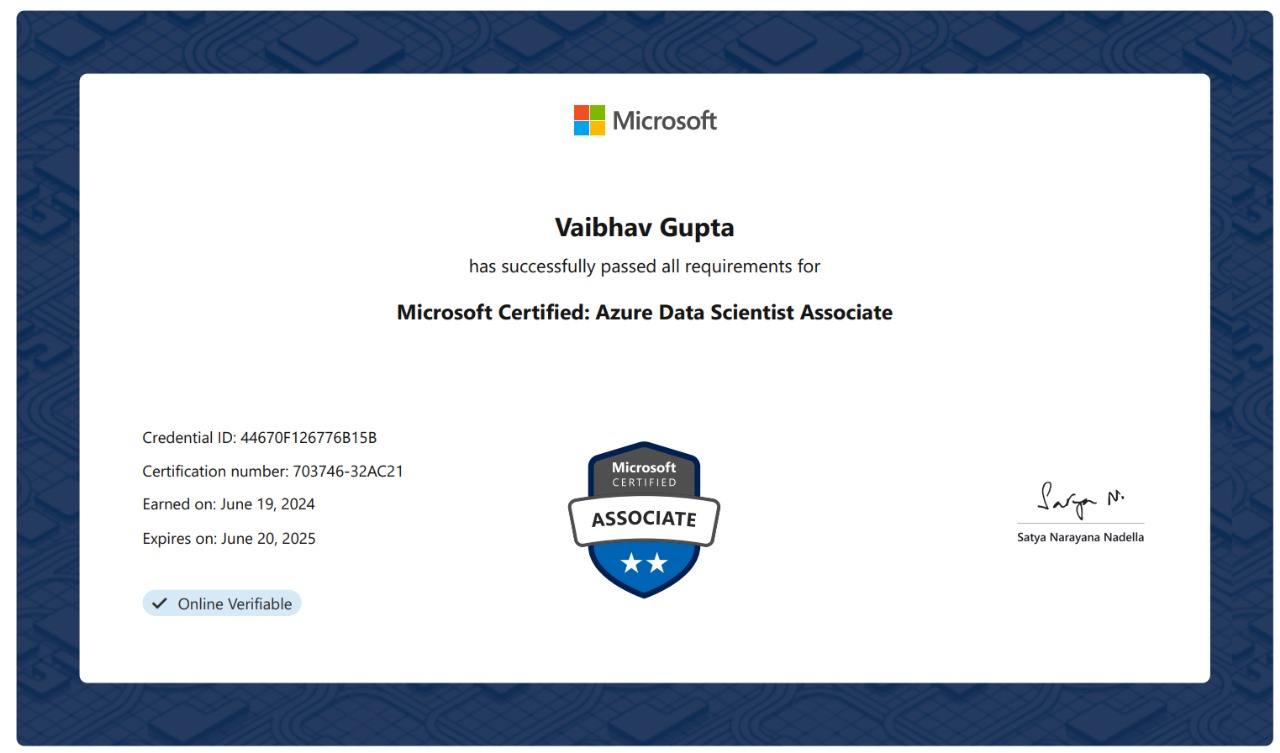 Microsoft
Vaibhav Gupta
has successfully passed all requirements for
Microsoft Certified: Azure Data Scientist Associate
Credential ID: 44670F126776B15B
Certification number: 703746-32AC21
Earned on: June 19, 2024
Expires on: June 20, 2025
Online Verifiable
Microsoft
CERTIFIED
ASSOCIATE
Satya N.
Satya Narayana Nadella